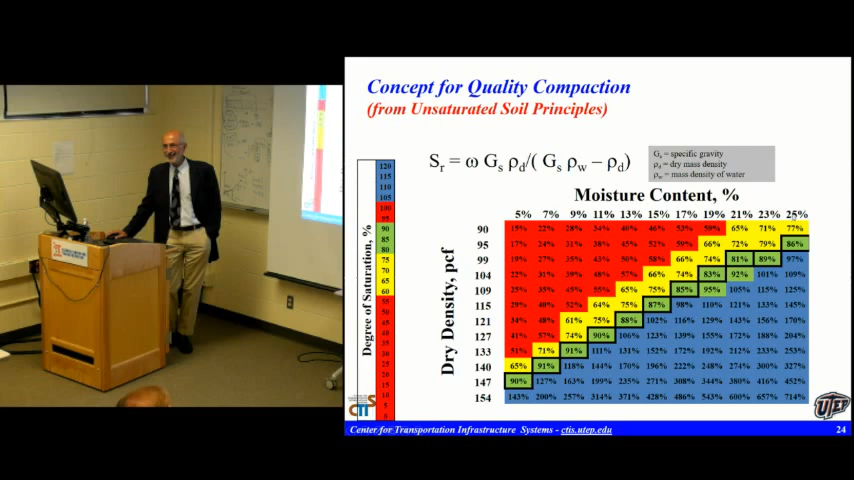 Concept for Quality Compaction
(from Unsaturated Soil Principles)
Sr = ω Gs ρd/( Gs ρw – ρd)
Gs = specific gravity
ρd = dry mass density
ρw = mass density of water
Moisture Content, %
5% 7% 9% 11% 13% 15% 17% 19% 21% 23% 25%
90 15% 22% 28% 34% 40% 46% 53% 59% 65% 71% 77%
95 17% 24% 31% 38% 45% 52% 59% 66% 72% 79% 86%
99 19% 27% 35% 43% 50% 58% 66% 74% 81% 89% 97%
104 22% 31% 39% 48% 57% 66% 74% 83% 92% 101% 109%
109 25% 35% 45% 55% 65% 75% 85% 95% 105% 115% 125%
115 29% 40% 52% 64% 75% 87% 98% 110% 121% 133% 145%
121 34% 48% 61% 75% 88% 102% 116% 129% 143% 156% 170%
127 41% 57% 74% 90% 106% 123% 139% 155% 172% 188% 204%
133 51% 71% 91% 111% 131% 152% 172% 192% 212% 233% 253%
140 65% 91% 118% 144% 170% 196% 222% 248% 274% 300% 327%
147 90% 127% 163% 199% 235% 271% 308% 344% 380% 416% 452%
154 143% 200% 257% 314% 371% 428% 486% 543% 600% 657% 714%
Dry Density, pcf
Degree of Saturation, %
120
115
110
105
100
95
90
85
80
75
70
65
60
55
50
45
40
35
30
25
20
15
10
5
0
CTIS
UTEP
Center for Transportation Infrastructure Systems - ctis.utep.edu
24